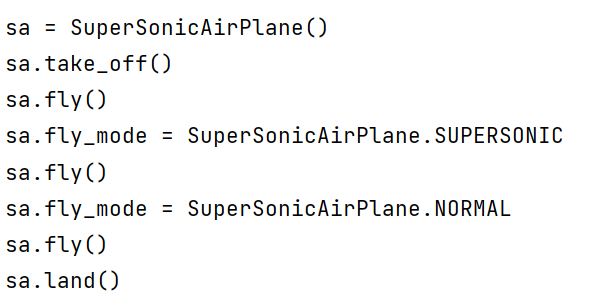 sa = SuperSonicAirPlane()
sa.take_off()
sa.fly()
sa.fly_mode = SuperSonicAirPlane.SUPERSONIC
sa.fly()
sa.fly_mode = SuperSonicAirPlane.NORMAL
sa.fly()
sa.land()